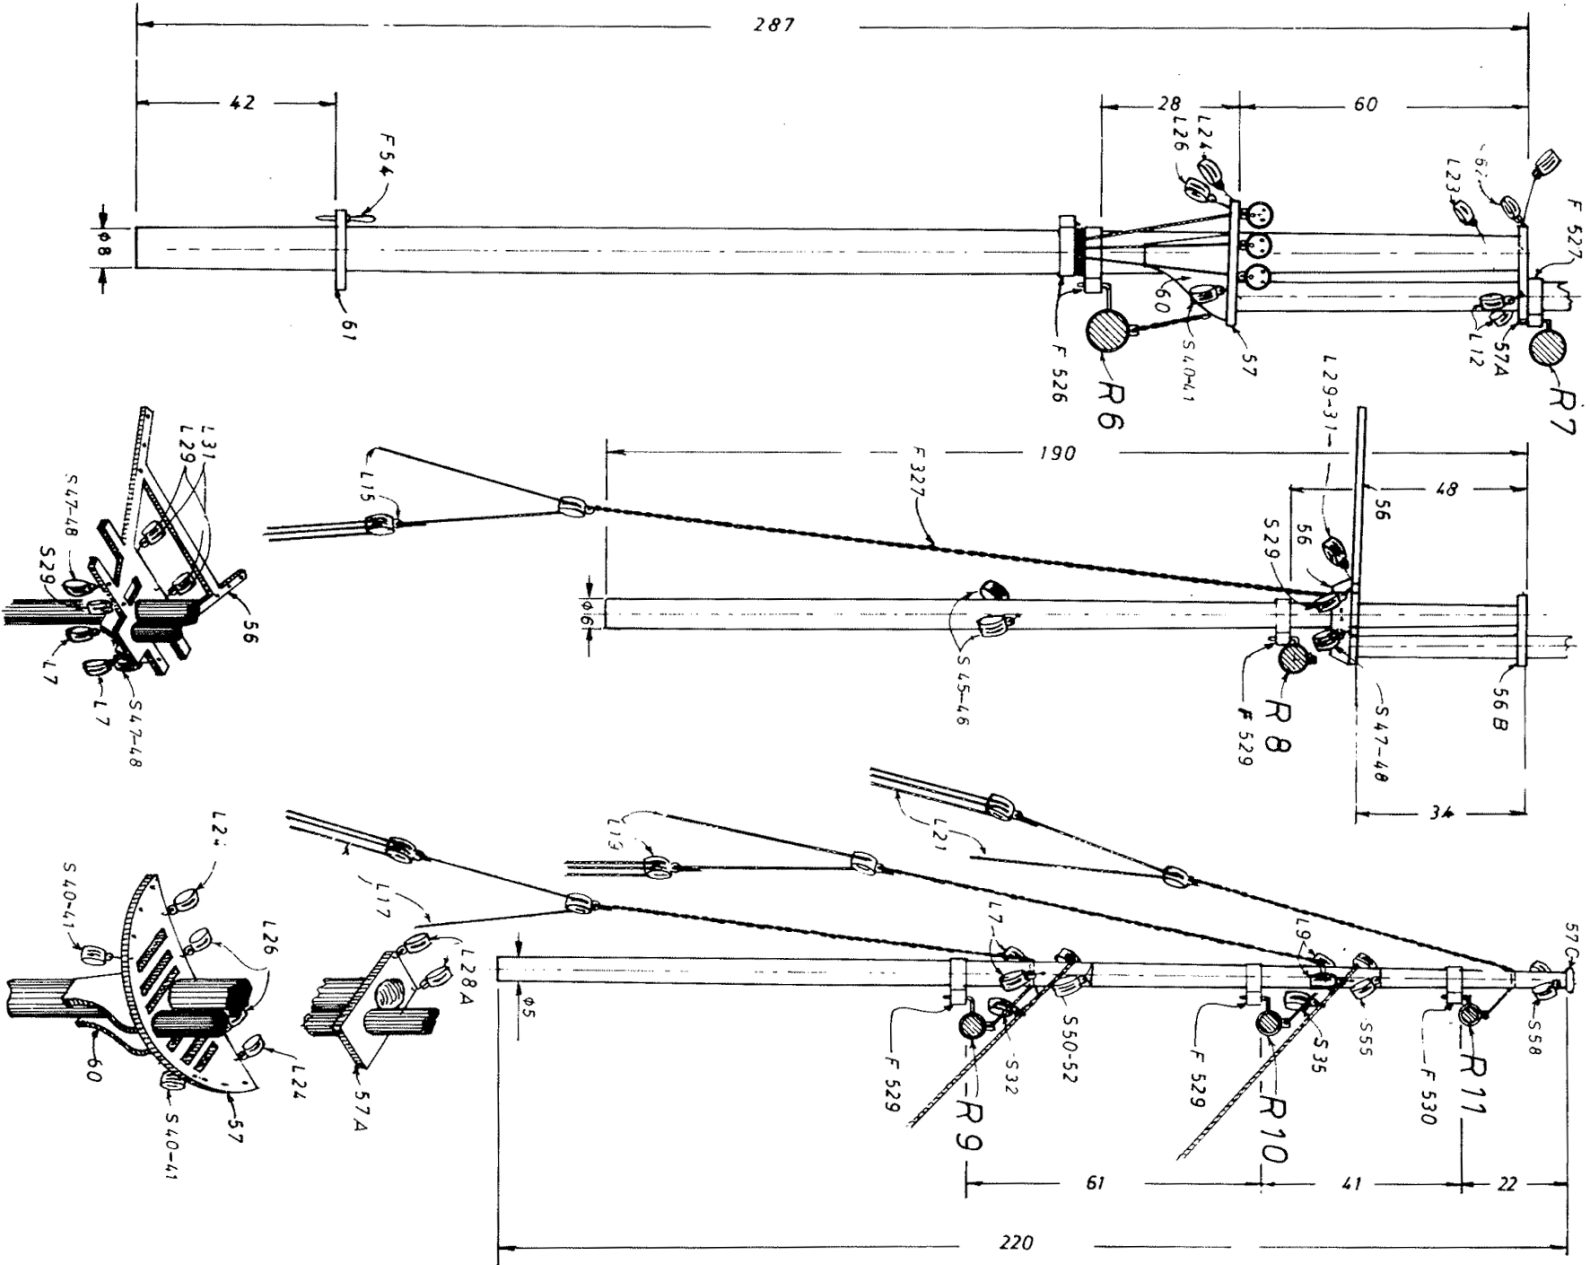 287
42
28
60
F54
L24
L26
L23
F 527
Φ8
61
60
S40-41
57
F 526
R6
L12
57A
R7
L29-31
190
F 327
48
56
56
S29
L15
L31
L29
S47-48
S29
56
L7
L7
S47-48
Φ6
S45-46
R8
F 529
S47-48
56B
34
L21
L19
L17
S40-41
L26
L28A
L24
57
60
S40-41
57A
L7
L9
57C
Φ5
S32
S50-52
S35
S55
S58
F 529
R9
F 529
R10
F 530
R11
61
41
22
220